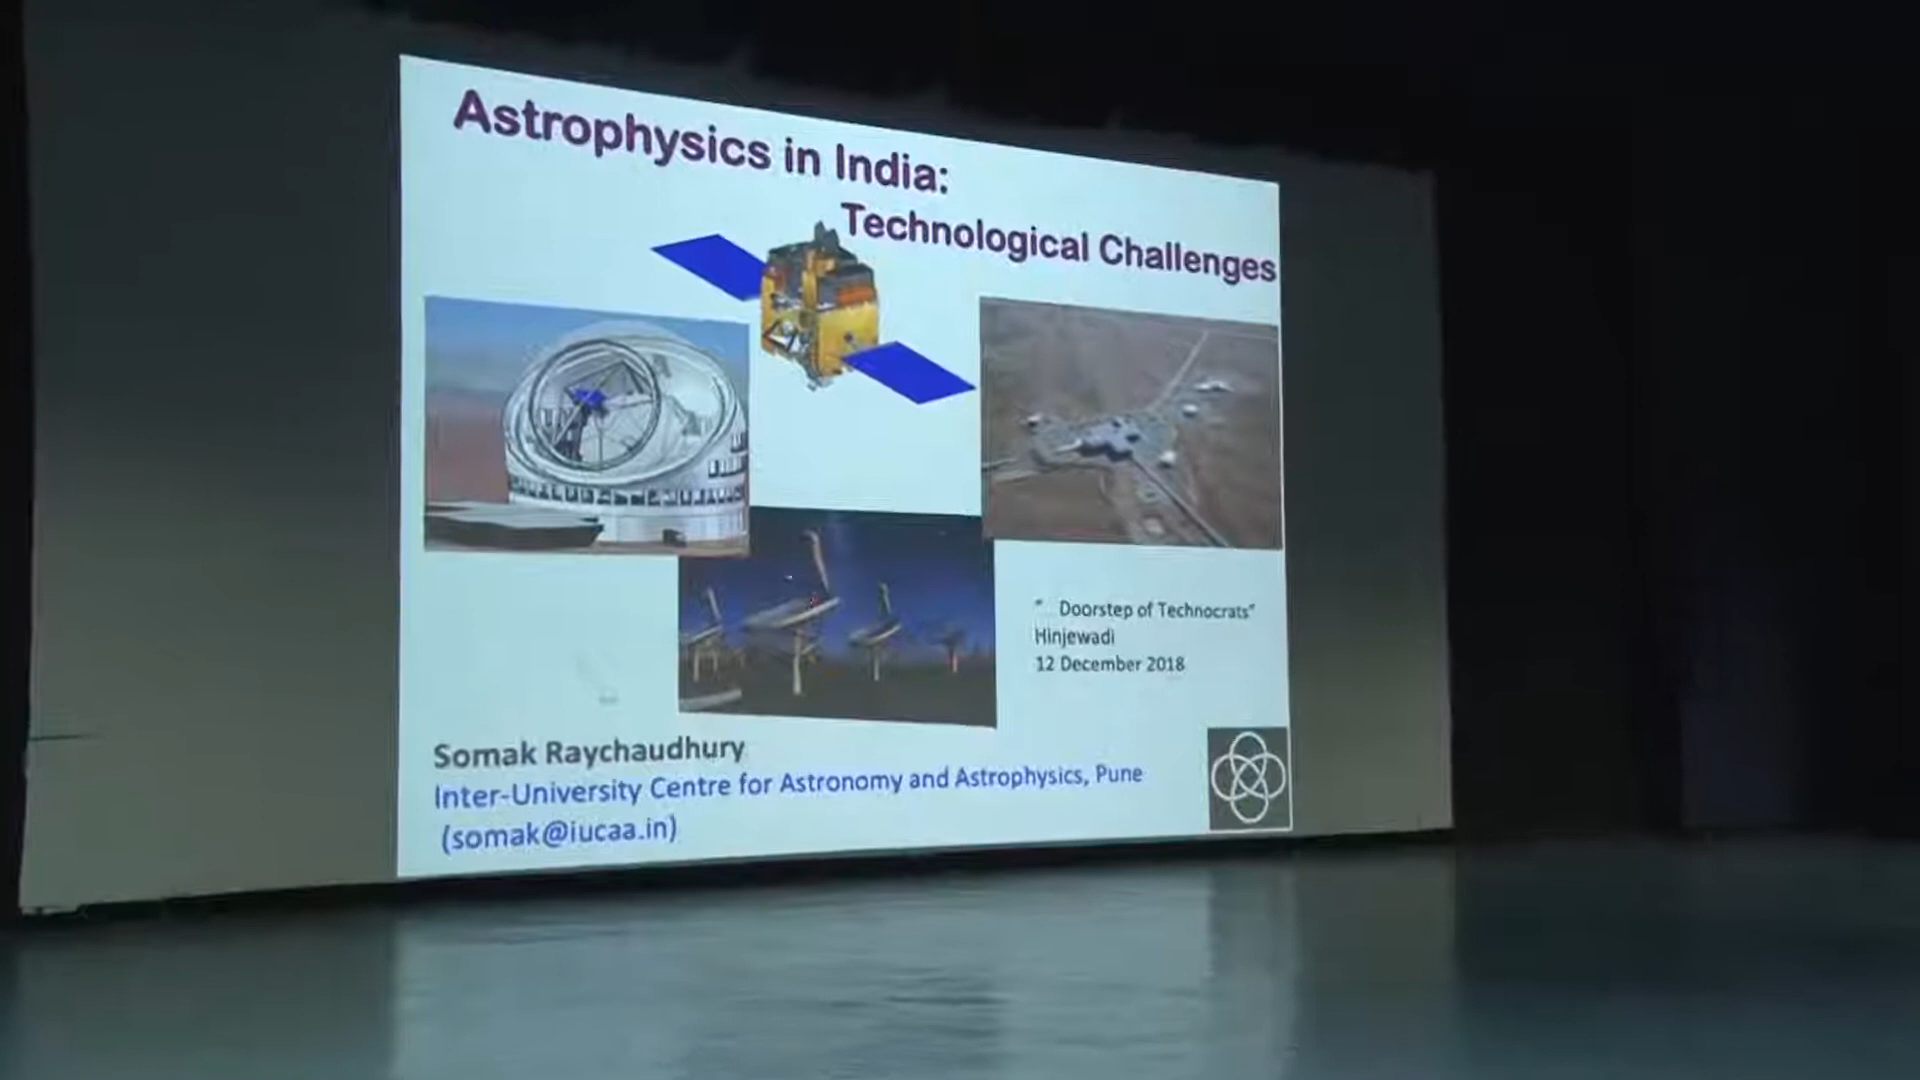 Astrophysics in India:
Technological Challenges
" Doorstep of Technocrats"
Hinjewadi
12 December 2018
Somak Raychaudhury
Inter-University Centre for Astronomy and Astrophysics, Pune
(somak@iucaa.in)